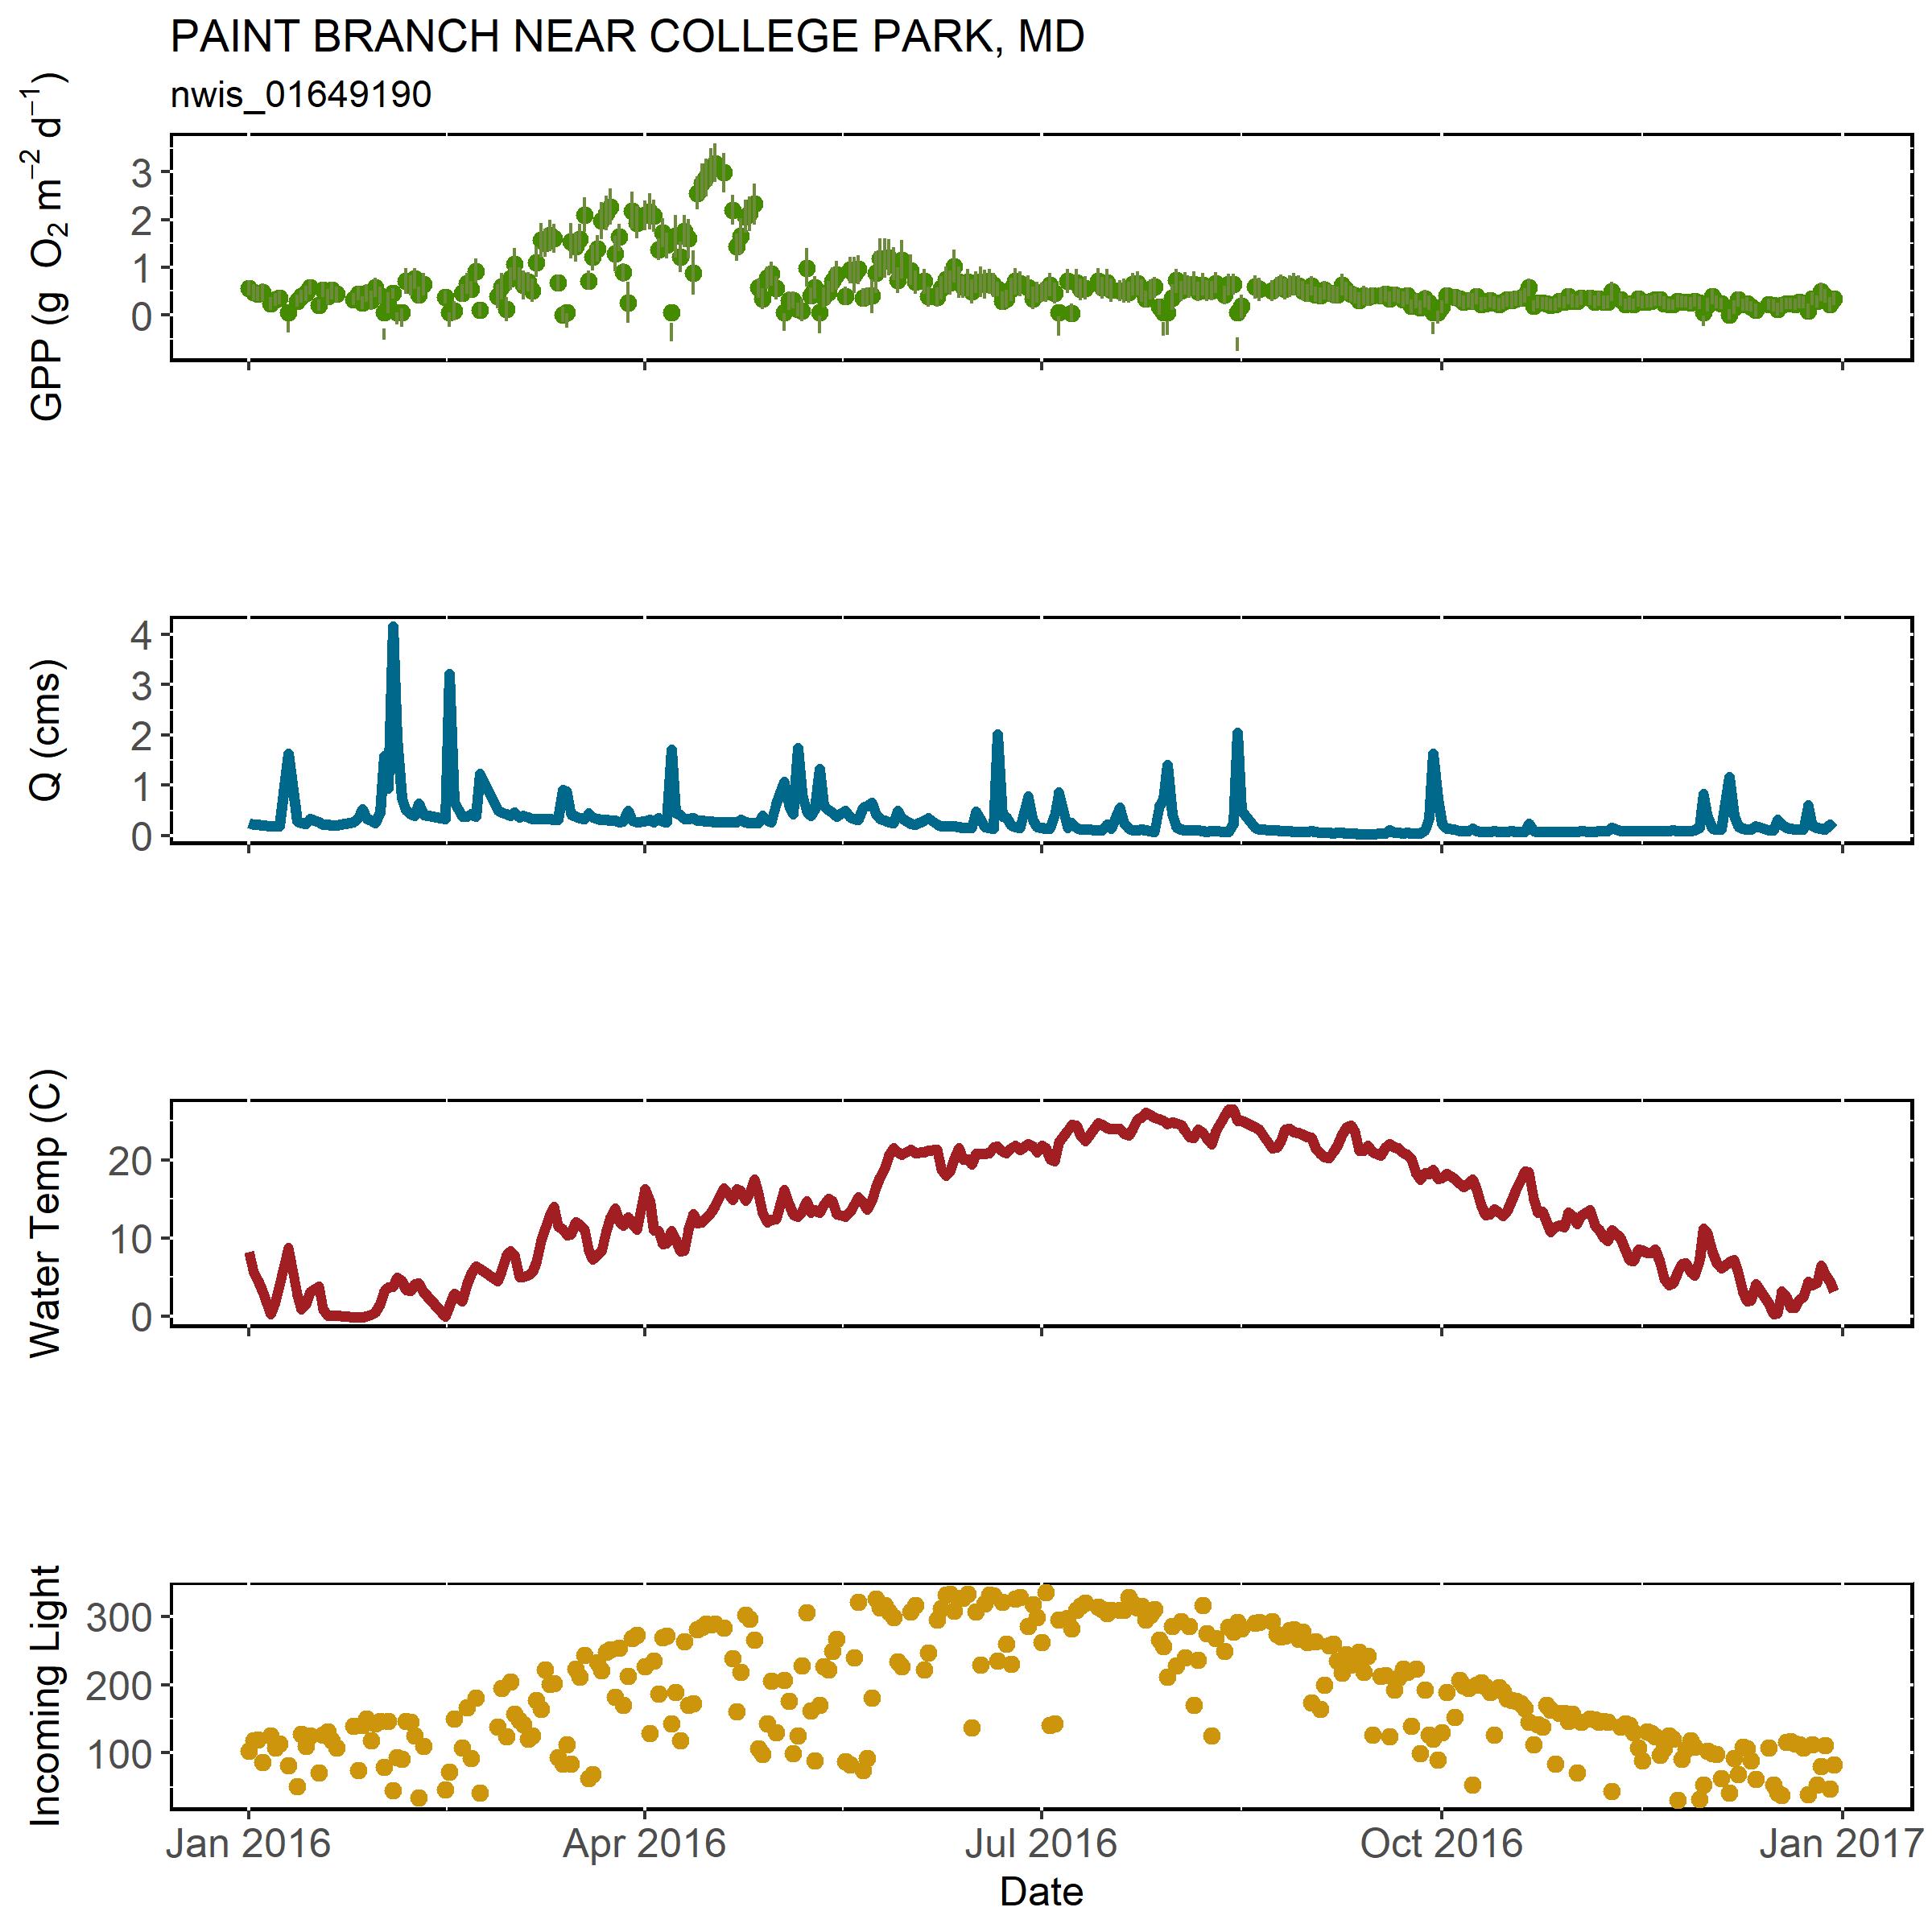 PAINT BRANCH NEAR COLLEGE PARK, MD
nwis_01649190
GPP (g O₂ m⁻² d⁻¹)
3
2
1
0
Q (cms)
4
3
2
1
0
Water Temp (C)
20
10
0
Incoming Light
300
200
100
Jan 2016 Apr 2016 Jul 2016 Oct 2016 Jan 2017
Date